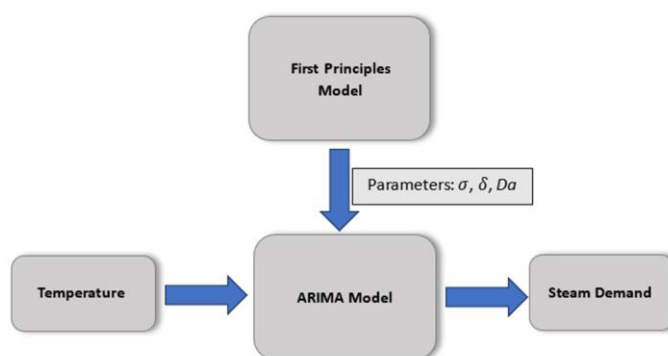 First Principles
Model
Parameters: σ, δ, Da
Temperature
ARIMA Model
Steam Demand